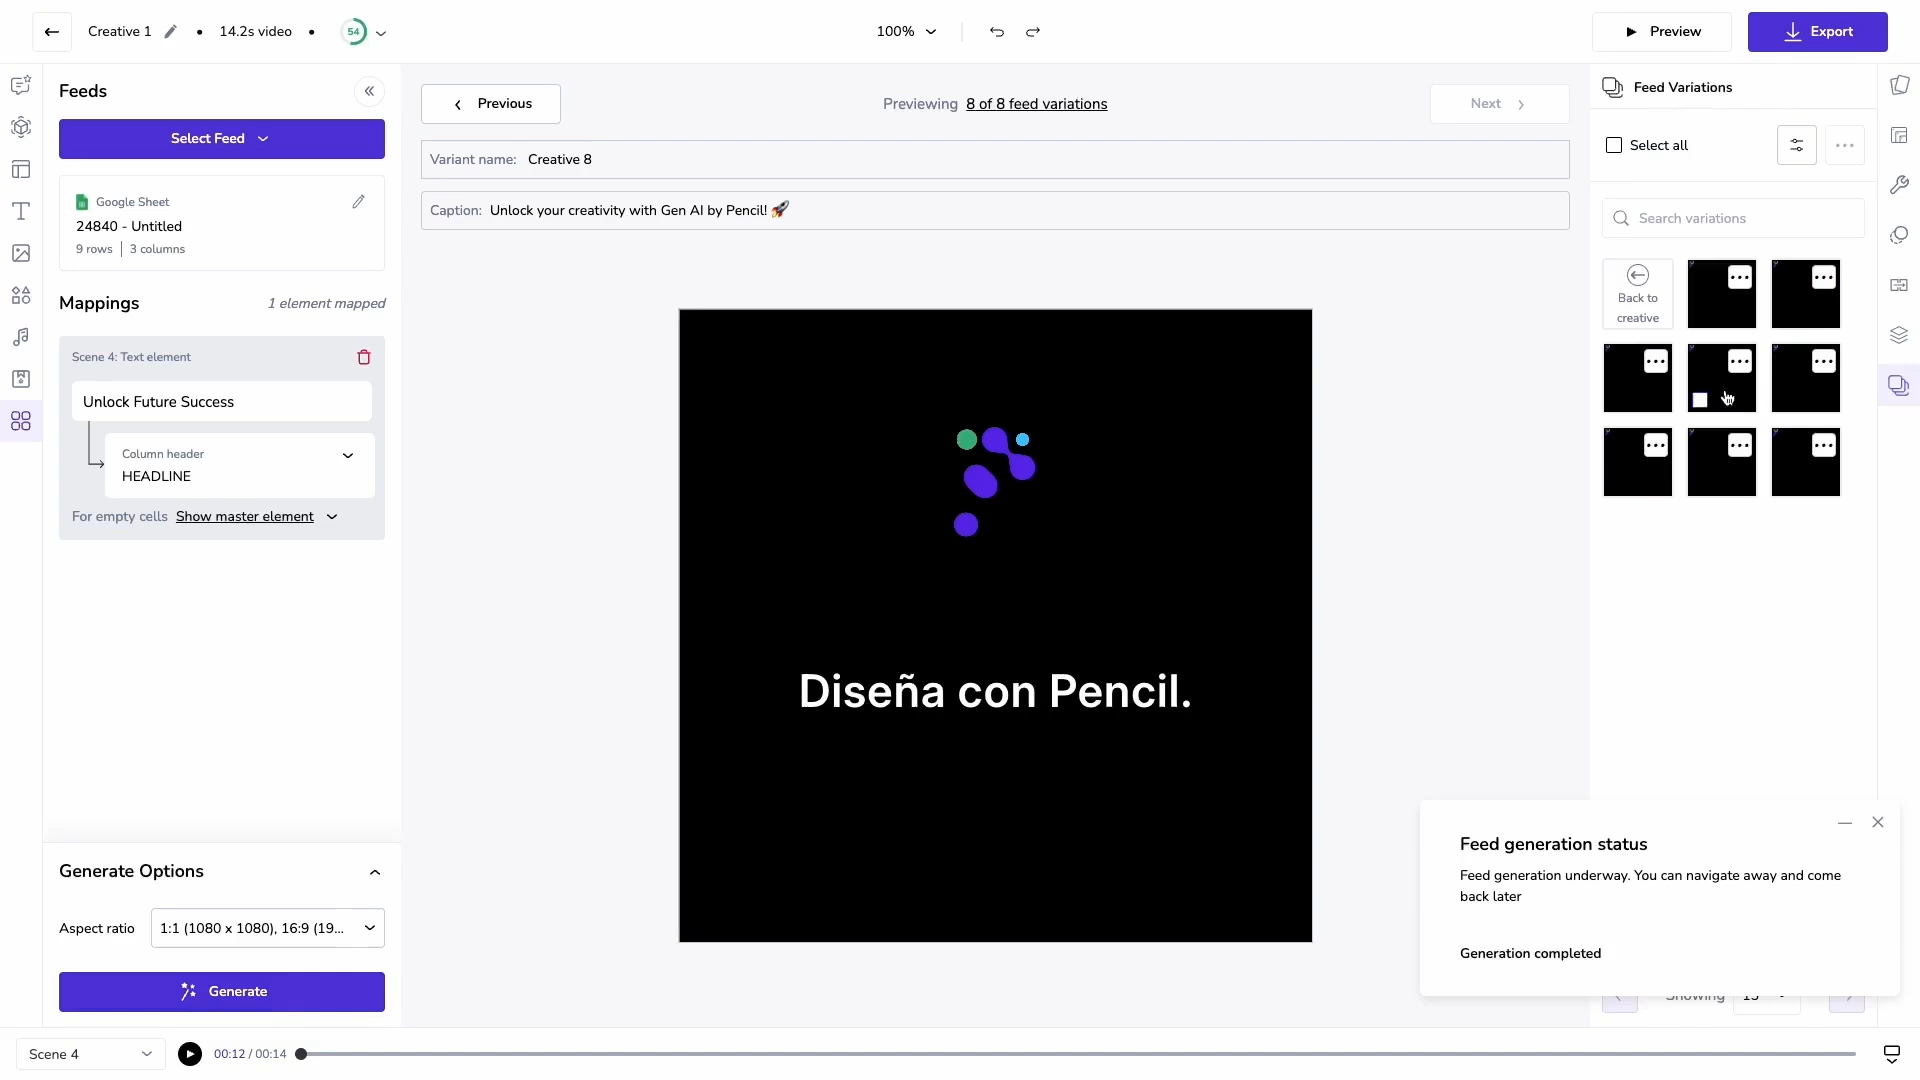 Creative 1 • 14.2s video • 54
100%
Preview
Export
Feeds
Select Feed
Google Sheet
24840 - Untitled
9 rows | 3 columns
Mappings
1 element mapped
Scene 4: Text element
Unlock Future Success
Column header
HEADLINE
For empty cells Show master element
Generate Options
Aspect ratio
1:1 (1080 x 1080), 16:9 (19...
Generate
Previous
Previewing 8 of 8 feed variations
Next
Variant name: Creative 8
Caption: Unlock your creativity with Gen AI by Pencil! 🚀
Diseña con Pencil.
Feed Variations
Select all
Search variations
Back to
creative
Feed generation status
Feed generation underway. You can navigate away and come
back later
Generation completed
Showing
Scene 4
00:12 / 00:14